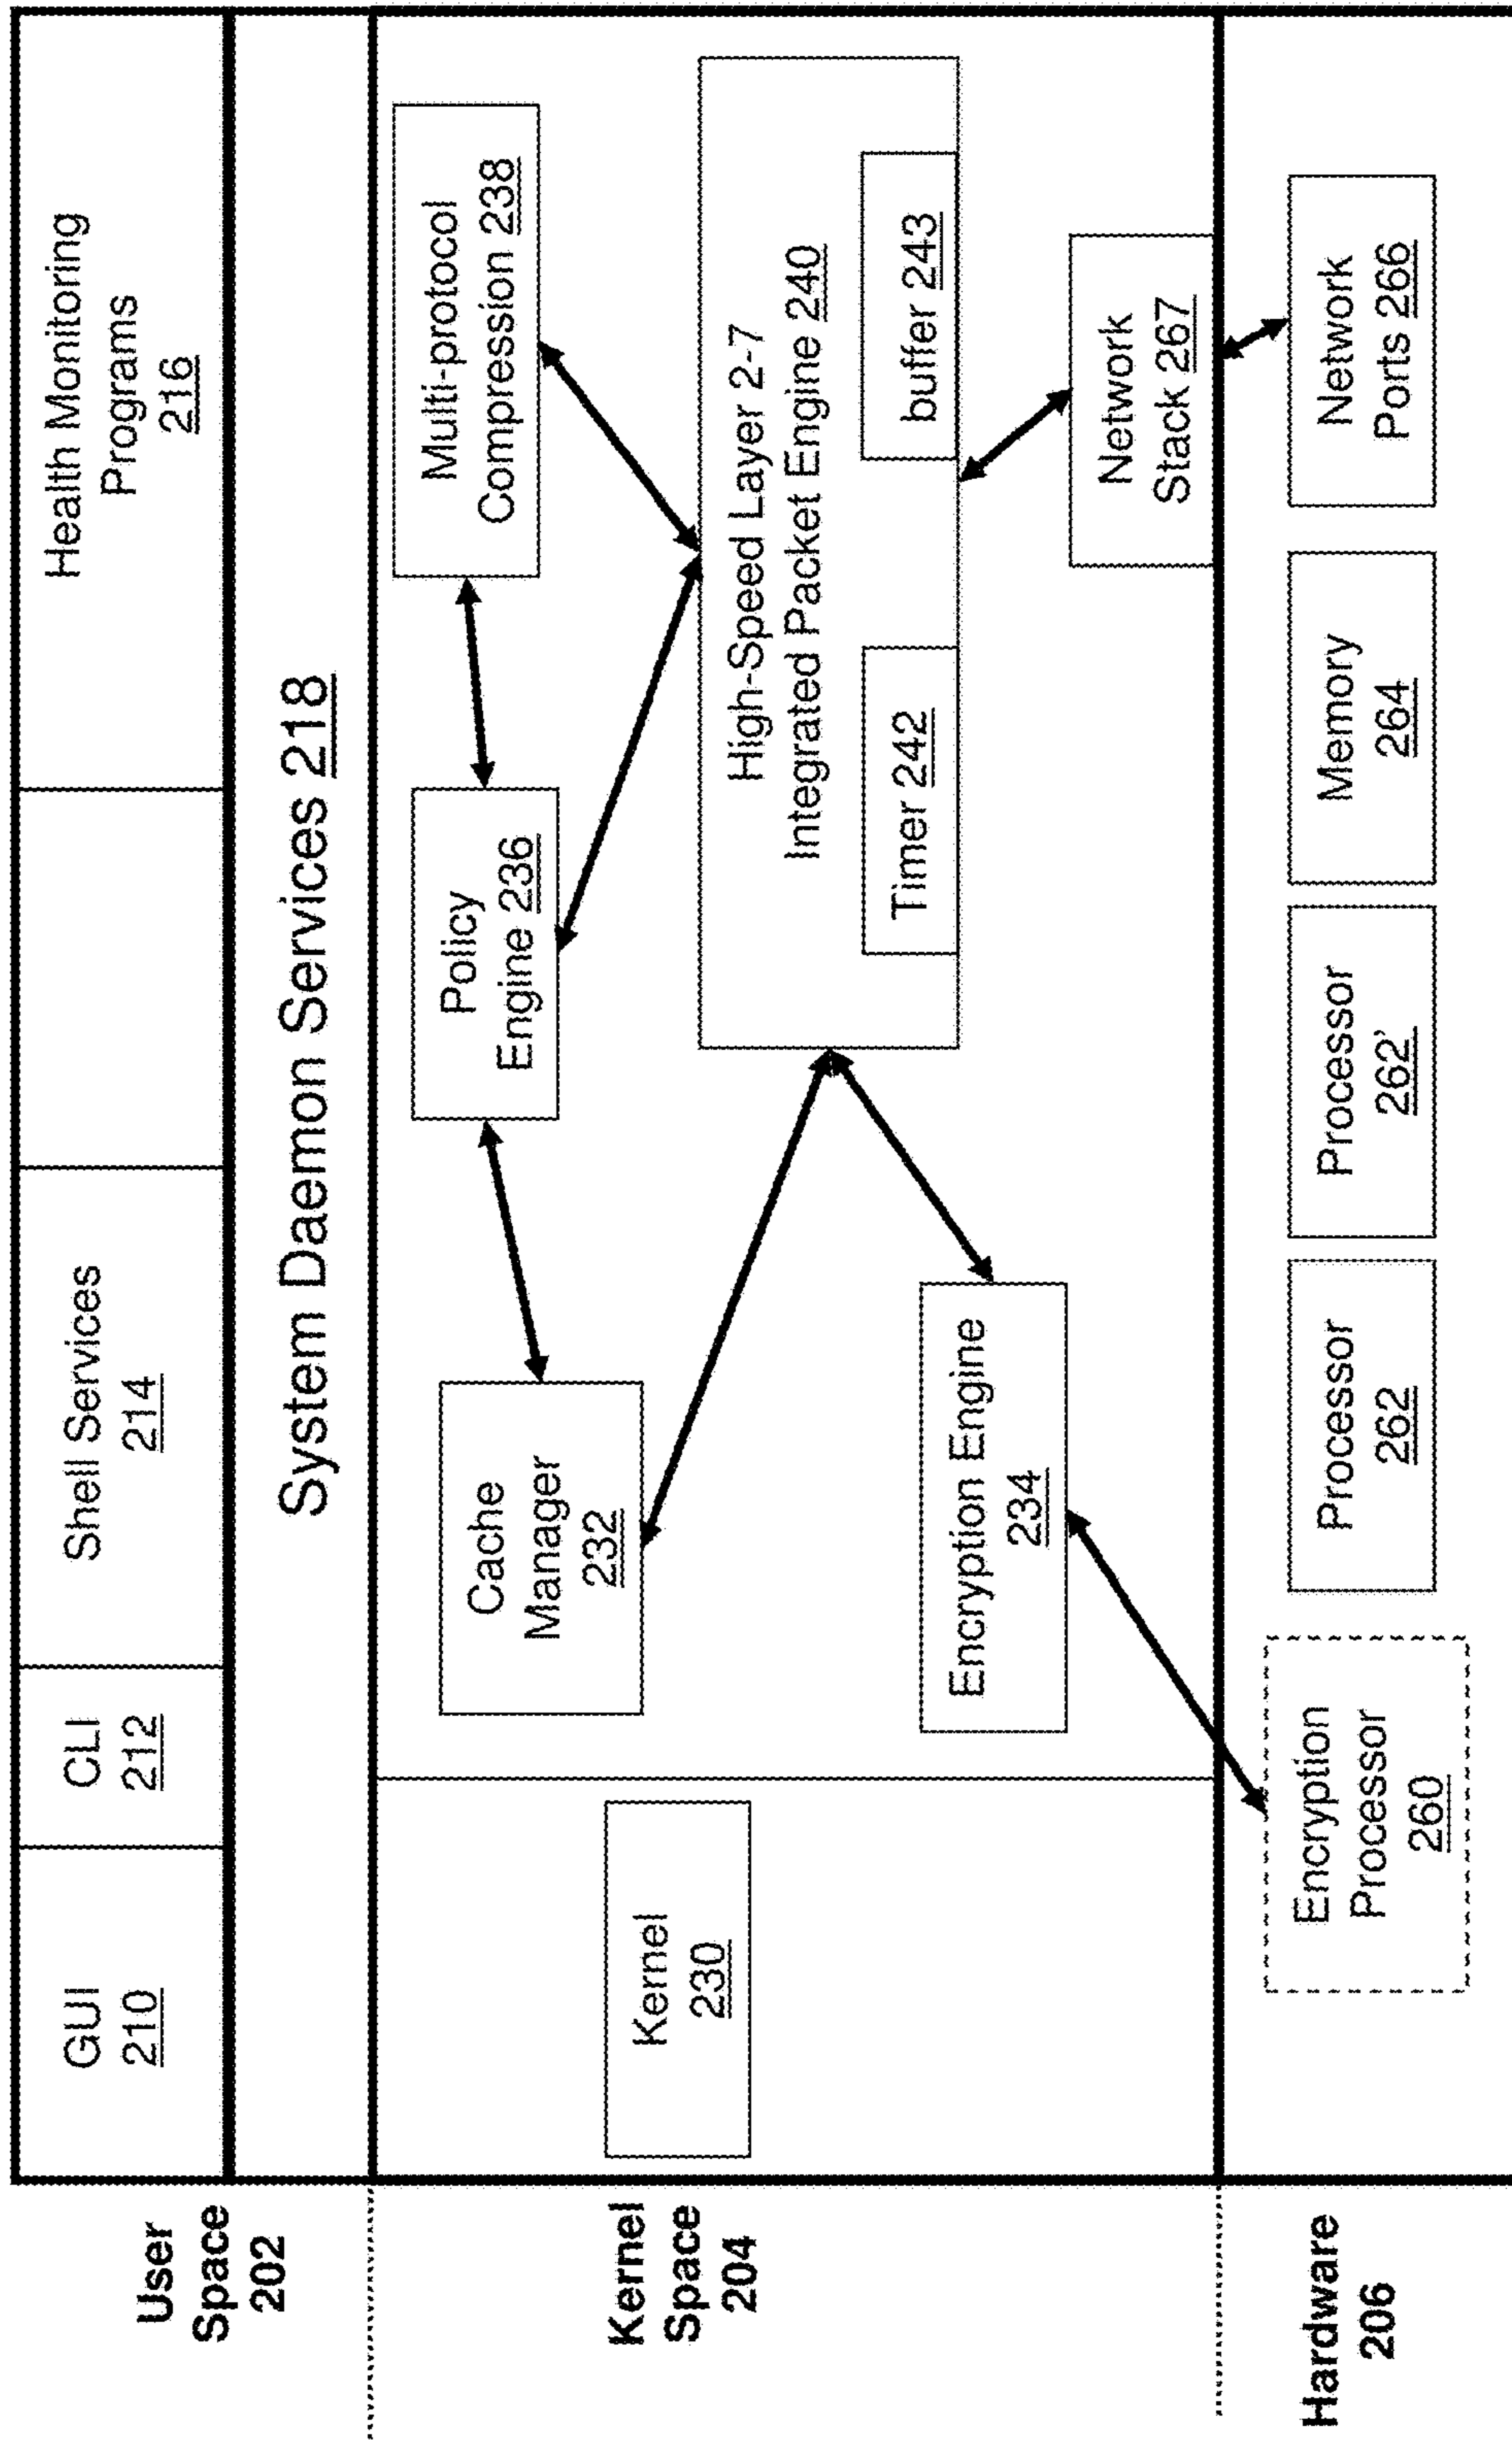 User
Space
202
GUI
210
CLI
212
Shell Services
214
Health Monitoring
Programs
216
System Daemon Services 218
Kernel
Space
204
Kernel
230
Cache
Manager
232
Policy
Engine 236
Multi-protocol
Compression 238
High-Speed Layer 2-7
Integrated Packet Engine 240
Timer 242
buffer 243
Encryption Engine
234
Network
Stack 267
Hardware
206
Encryption
Processor
260
Processor
262
Processor
262’
Memory
264
Network
Ports 266